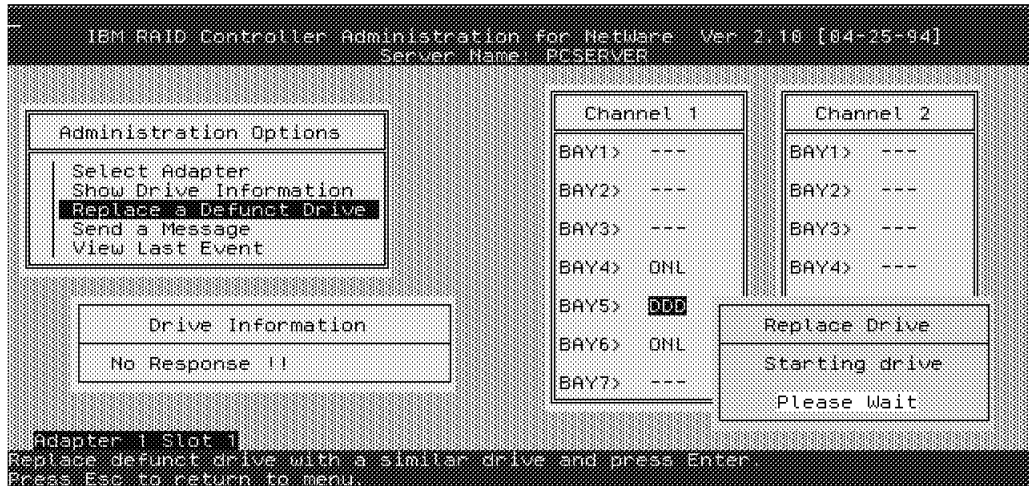 IBM RAID Controller Administration for NetWare  Ver 2.10 [04-25-94]
Server Name: PCSERVER
Administration Options
Select Adapter
Show Drive Information
Replace a Defunct Drive
Send a Message
View Last Event
Drive Information
No Response !!
Channel 1
BAY1> ---
BAY2> ---
BAY3> ---
BAY4> ONL
BAY5> DDD
BAY6> ONL
BAY7> ---
Channel 2
BAY1> ---
BAY2> ---
BAY3> ---
BAY4> ---
Replace Drive
Starting drive
Please Wait
Adapter 1 Slot 1
Replace defunct drive with a similar drive and press Enter.
Press Esc to return to menu.